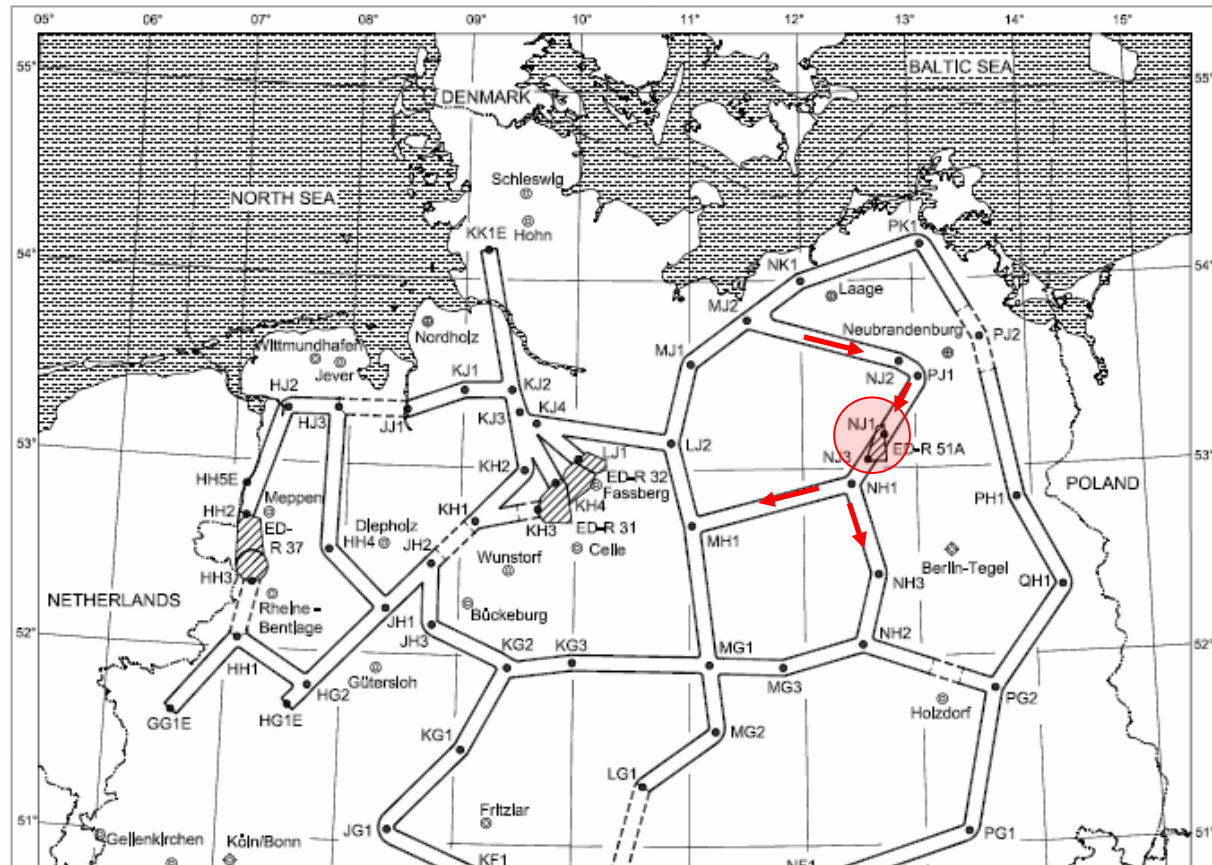 05° 06° 07° 08° 09° 10° 11° 12° 13° 14° 15°
55°
55°
BALTIC SEA
DENMARK
Schleswig
NORTH SEA
Hohn
KK1E
PK1
54°
54°
NK1
Laage
MJ2
Nordholz
Neubrandenburg
PJ2
Wittmundhafen
Jever
MJ1
KJ1
KJ2
NJ2
PJ1
HJ2
HJ3
JJ1
KJ3
KJ4
NJ1
53°
53°
LJ2
NJ3
ED-R 51A
LJ1
ED-R 32
Fassberg
KH2
HH5E
Meppen
HH2
ED-
R 37
KH1
KH3
KH4
ED-R 31
Celle
NH1
PH1
POLAND
Diepholz
HH4
JH2
Wunstorf
MH1
Berlin-Tegel
HH3
NH3
QH1
NETHERLANDS
Rheine-
Bentlage
Bückeburg
52°
52°
JH1
JH3
KG2
KG3
MG1
NH2
HH1
HG2
Gütersloh
MG3
PG2
GG1E
HG1E
Holzdorf
KG1
MG2
LG1
Fritzlar
51°
51°
Geilenkirchen
Köln/Bonn
JG1
PG1
KF1
NF1